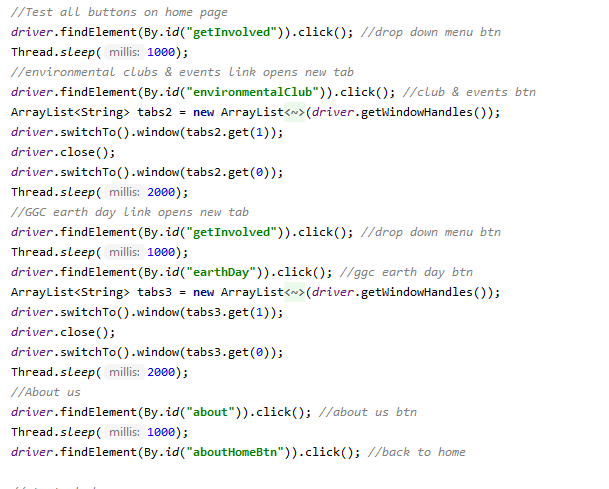 //Test all buttons on home page
driver.findElement(By.id("getInvolved")).click(); //drop down menu btn
Thread.sleep( millis: 1000);
//environmental clubs & events link opens new tab
driver.findElement(By.id("environmentalClub")).click(); //club & events btn
ArrayList<String> tabs2 = new ArrayList<~>(driver.getWindowHandles());
driver.switchTo().window(tabs2.get(1));
driver.close();
driver.switchTo().window(tabs2.get(0));
Thread.sleep( millis: 2000);
//GGC earth day link opens new tab
driver.findElement(By.id("getInvolved")).click(); //drop down menu btn
Thread.sleep( millis: 1000);
driver.findElement(By.id("earthDay")).click(); //ggc earth day btn
ArrayList<String> tabs3 = new ArrayList<~>(driver.getWindowHandles());
driver.switchTo().window(tabs3.get(1));
driver.close();
driver.switchTo().window(tabs3.get(0));
Thread.sleep( millis: 2000);
//About us
driver.findElement(By.id("about")).click(); //about us btn
Thread.sleep( millis: 1000);
driver.findElement(By.id("aboutHomeBtn")).click(); //back to home